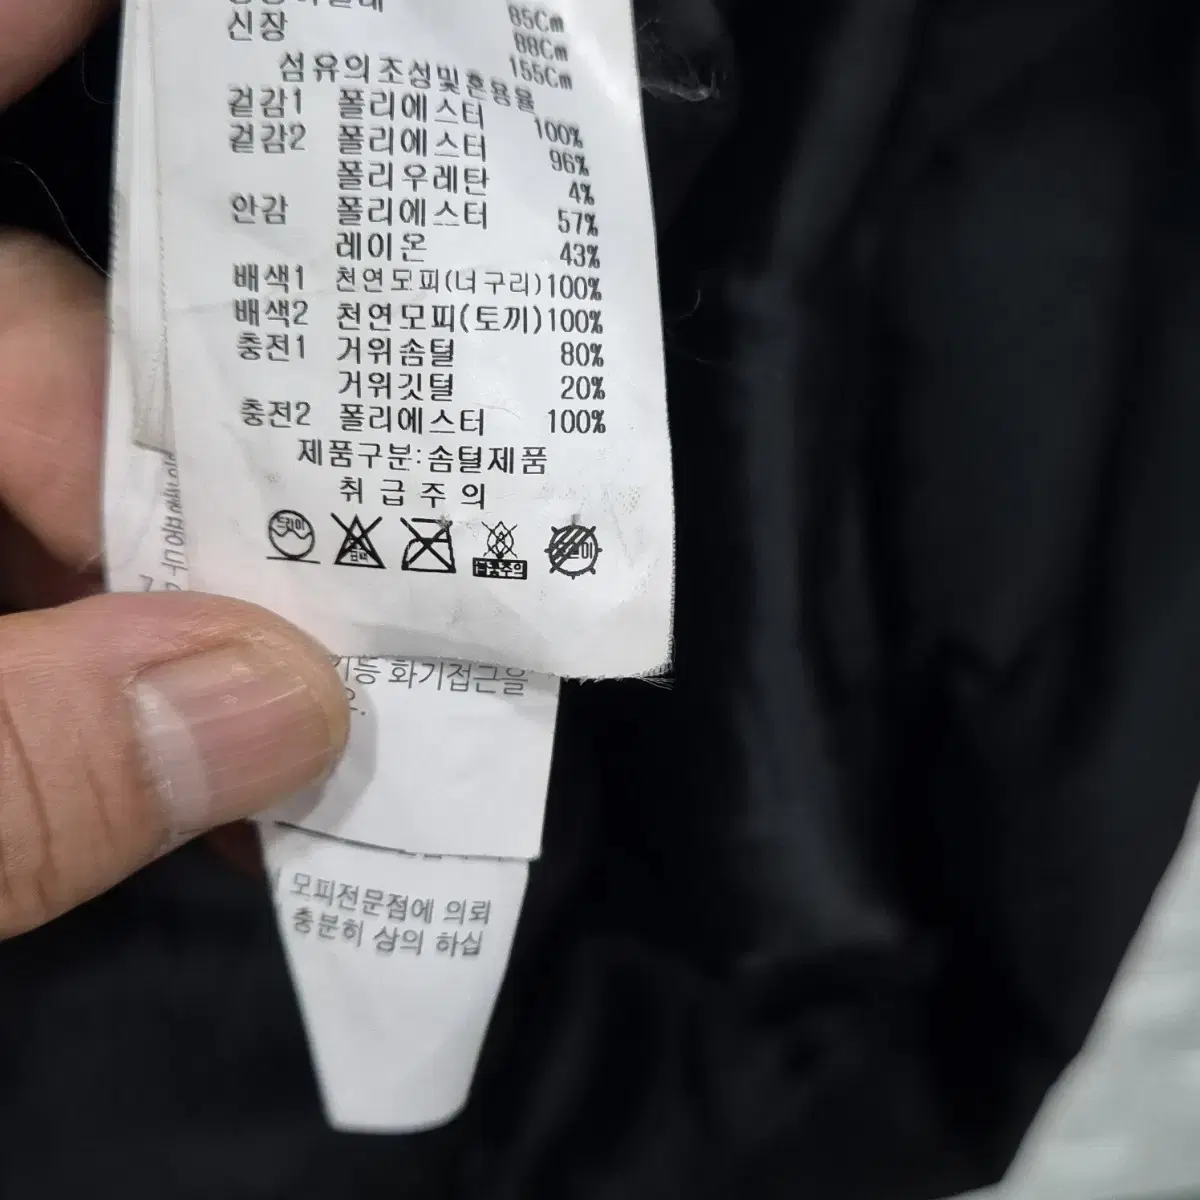 85Cm
신장 88Cm
155Cm
섬유의조성및혼용율
겉감1 폴리에스터 100%
겉감2 폴리에스터 96%
폴리우레탄 4%
안감 폴리에스터 57%
레이온 43%
배색1 천연모피(너구리)100%
배색2 천연모피(토끼)100%
충전1 거위솜털 80%
거위깃털 20%
충전2 폴리에스터 100%
제품구분:솜털제품
취급주의
드라이
화기접근을
모피전문점에 의뢰
충분히 상의 하십